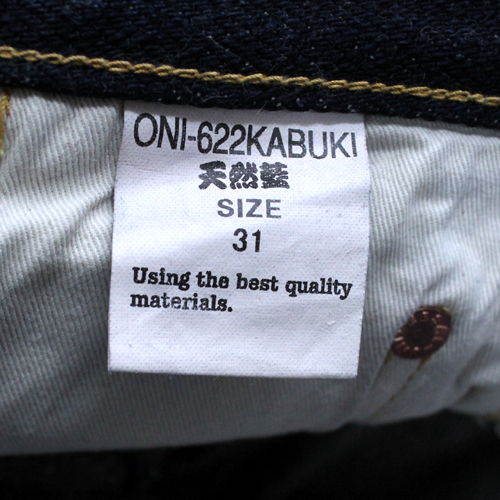 ONI-622KABUKI
天然藍
SIZE
31
Using the best quality
materials.